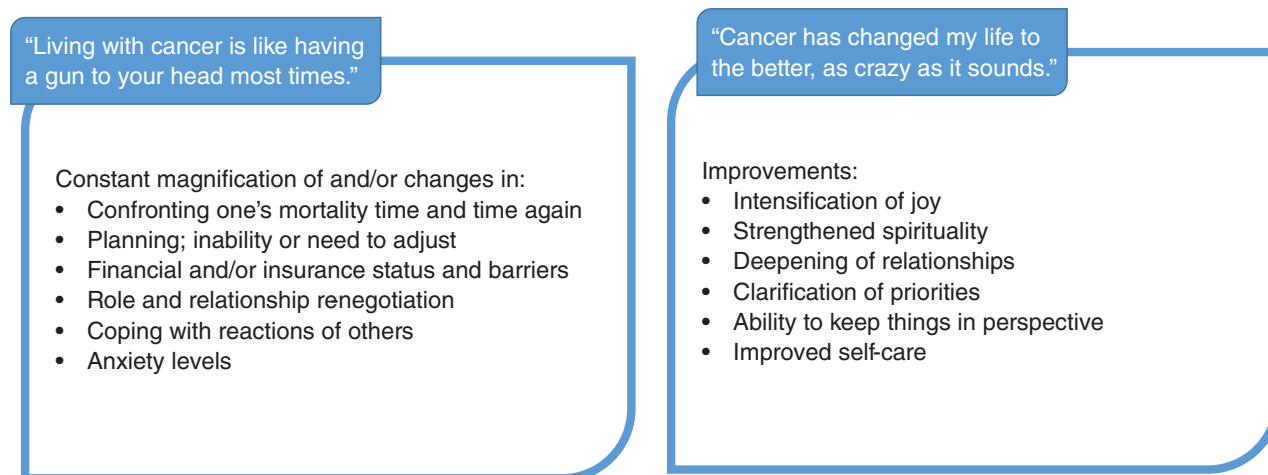 “Living with cancer is like having
a gun to your head most times.”
Constant magnification of and/or changes in:
• Confronting one’s mortality time and time again
• Planning; inability or need to adjust
• Financial and/or insurance status and barriers
• Role and relationship renegotiation
• Coping with reactions of others
• Anxiety levels
“Cancer has changed my life to
the better, as crazy as it sounds.”
Improvements:
• Intensification of joy
• Strengthened spirituality
• Deepening of relationships
• Clarification of priorities
• Ability to keep things in perspective
• Improved self-care